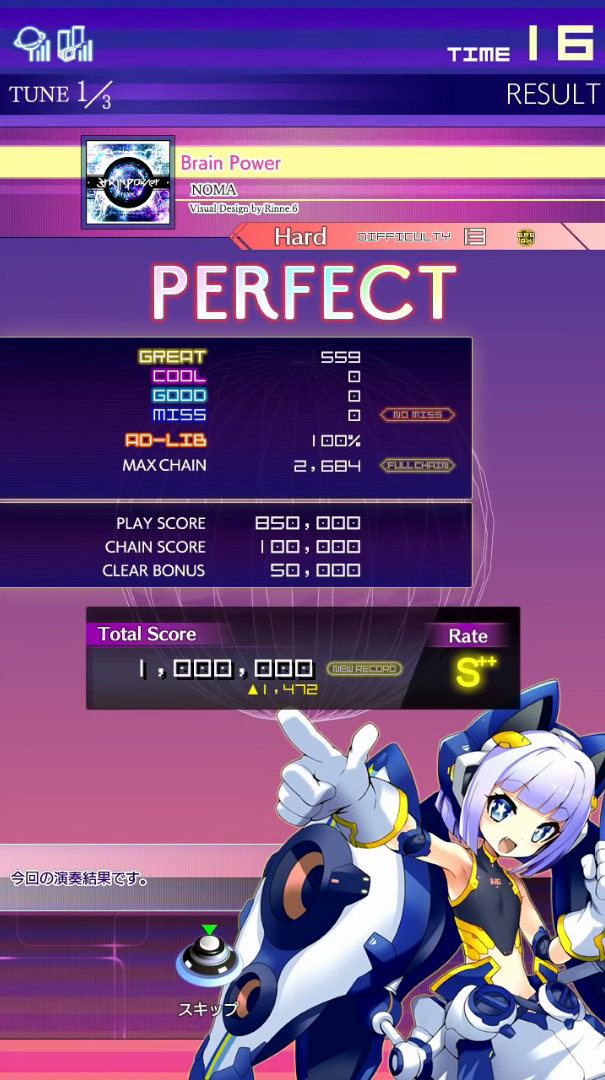 TIME 16
TUNE 1/3
RESULT
BRAINPOWER
Brain Power
NOMA
Visual Design by Rinne.6
Hard DIFFICULTY 13
PERFECT
GREAT 559
COOL 0
GOOD 0
MISS 0 NO MISS
AD-LIB 100%
MAX CHAIN 2,684 FULL CHAIN
PLAY SCORE 850,000
CHAIN SCORE 100,000
CLEAR BONUS 50,000
Total Score
Rate
1,000,000 NEW RECORD
S++
▲1,472
今回の演奏結果です。
スキップ